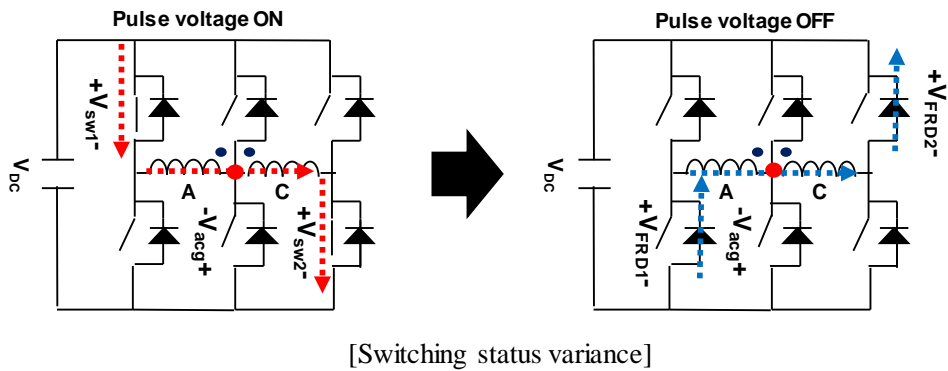 Pulse voltage ON
+Vsw1-
VDC
A
C
-Vacg+
+Vsw2-
Pulse voltage OFF
+VFRD2-
VDC
A
C
+VFRD1-
-Vacg+
[Switching status variance]